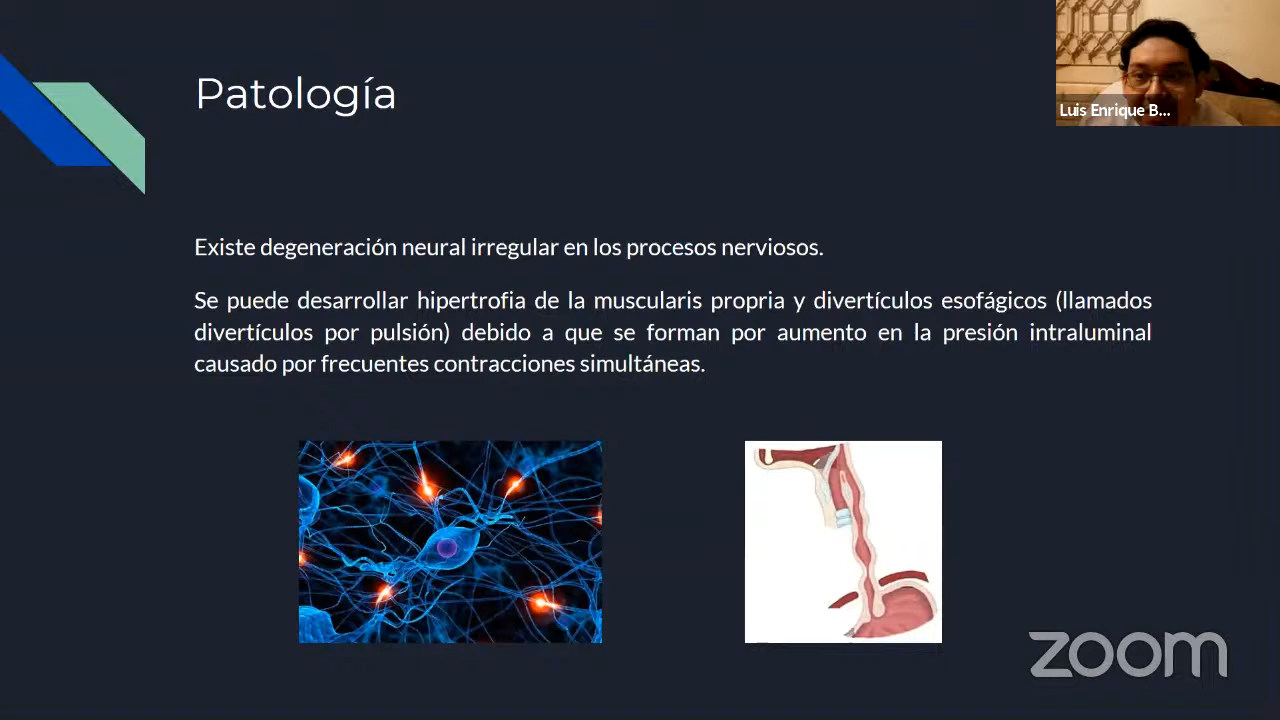 Patología
Luis Enrique B...
Existe degeneración neural irregular en los procesos nerviosos.
Se puede desarrollar hipertrofia de la muscularis propria y divertículos esofágicos (llamados
divertículos por pulsión) debido a que se forman por aumento en la presión intraluminal
causado por frecuentes contracciones simultáneas.
zoom